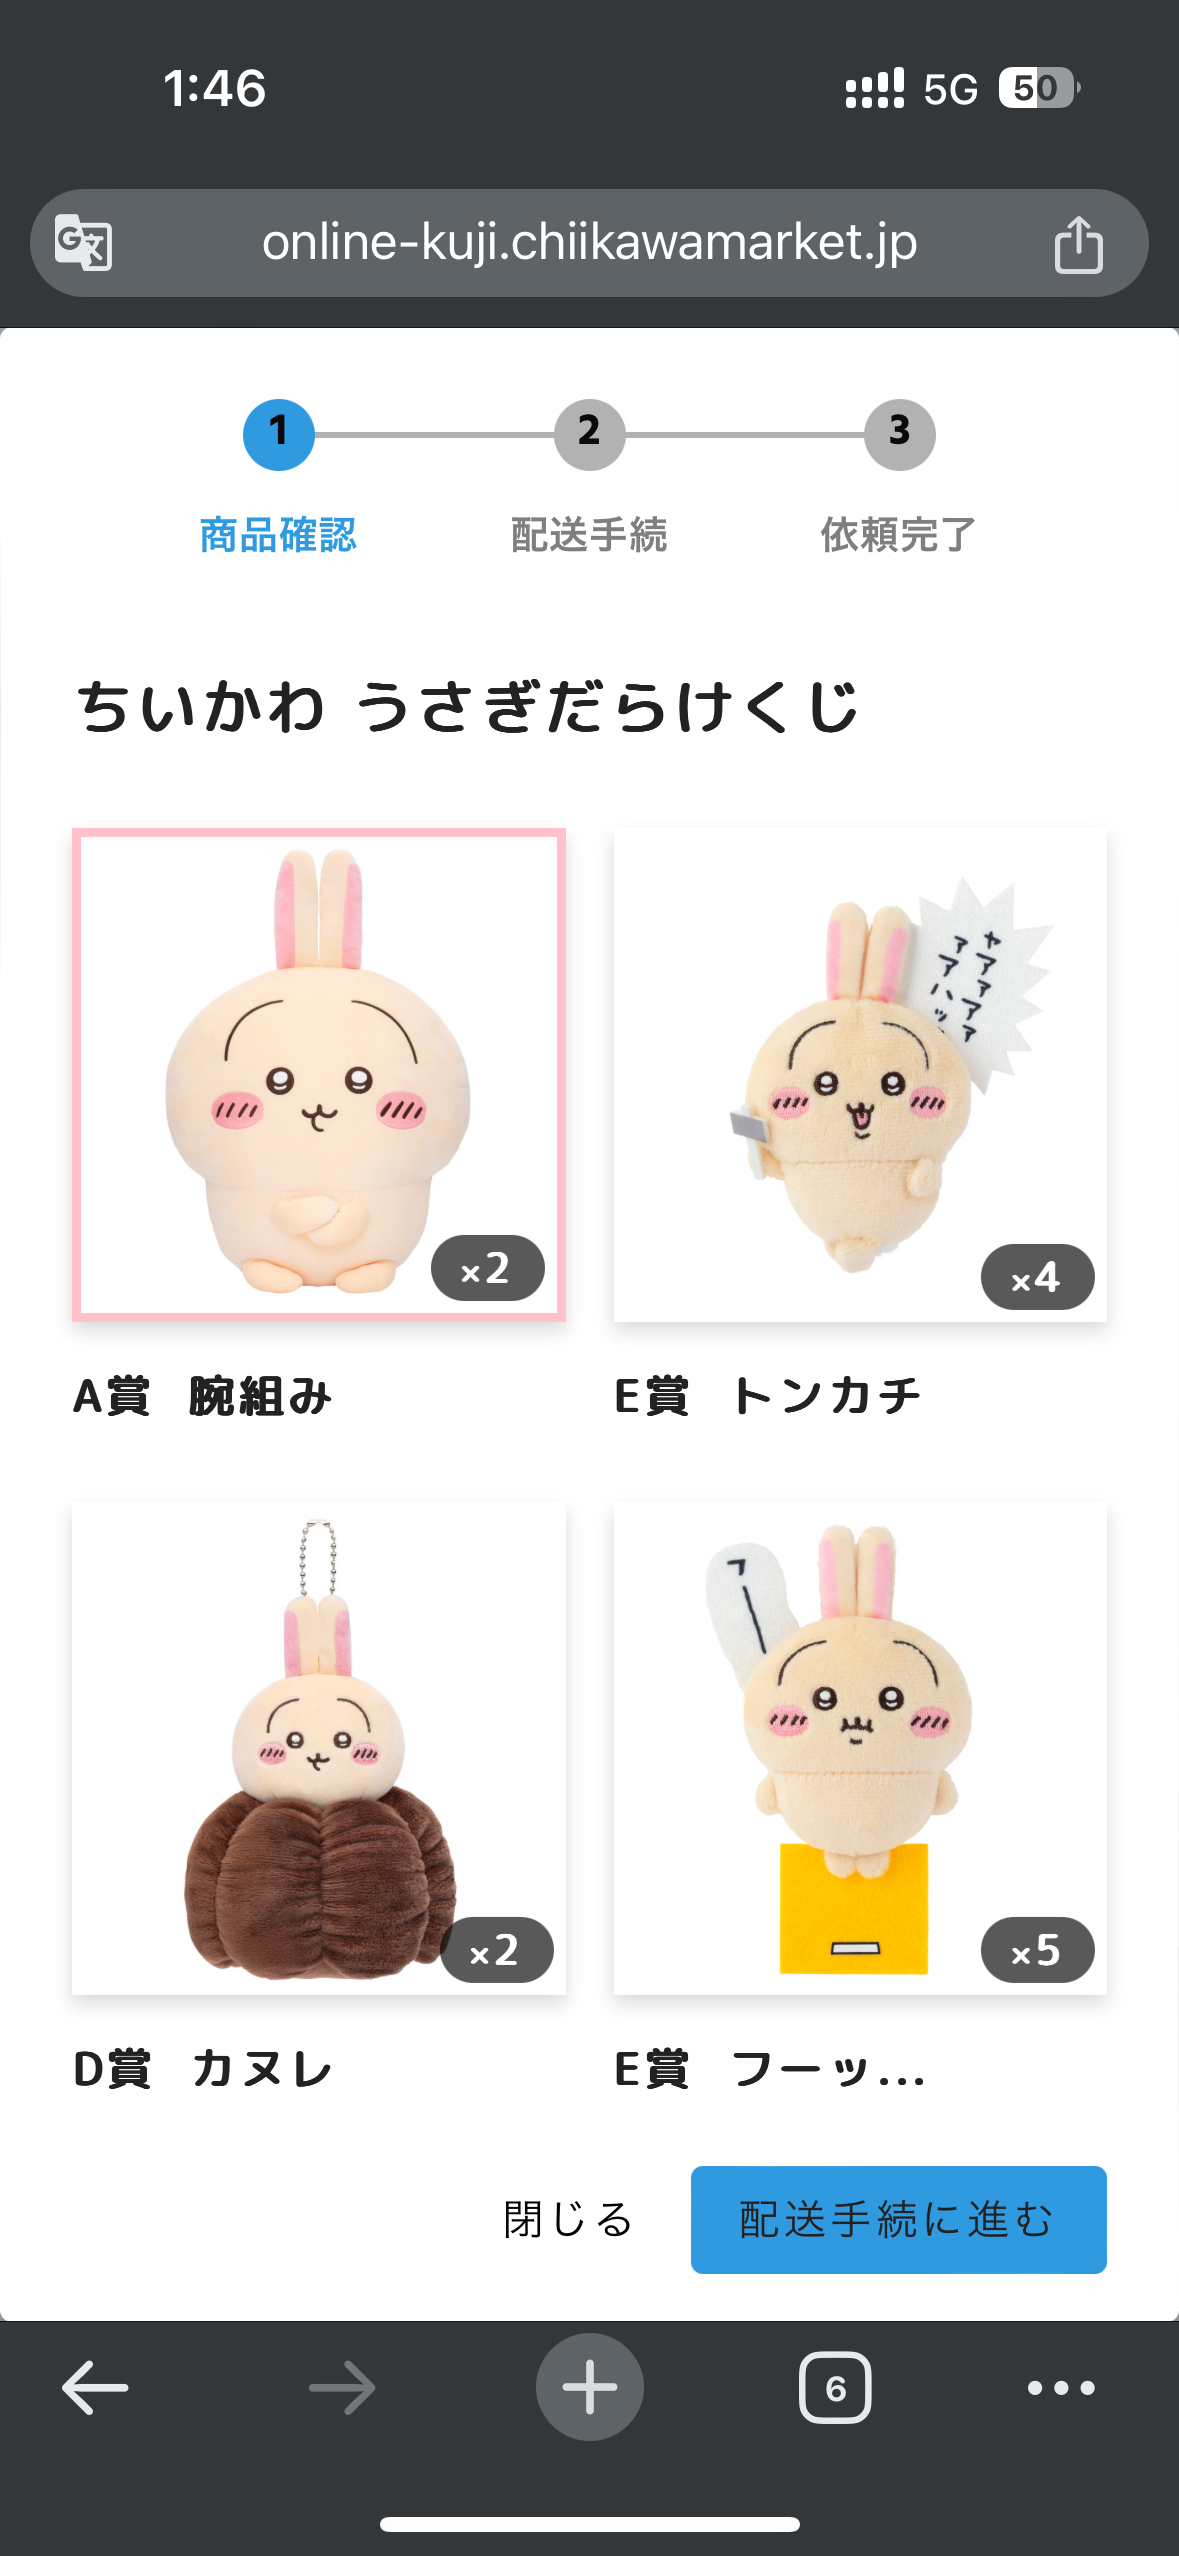 1:46
5G 50
online-kuji.chiikawamarket.jp
1 2 3
商品確認 配送手続 依頼完了
ちいかわ うさぎだらけくじ
ヤアァアァ
ァアハッ
×2
×4
A賞 腕組み
E賞 トンカチ
フー
×2
×5
D賞 カヌレ
E賞 フーッ...
閉じる 配送手続に進む
6